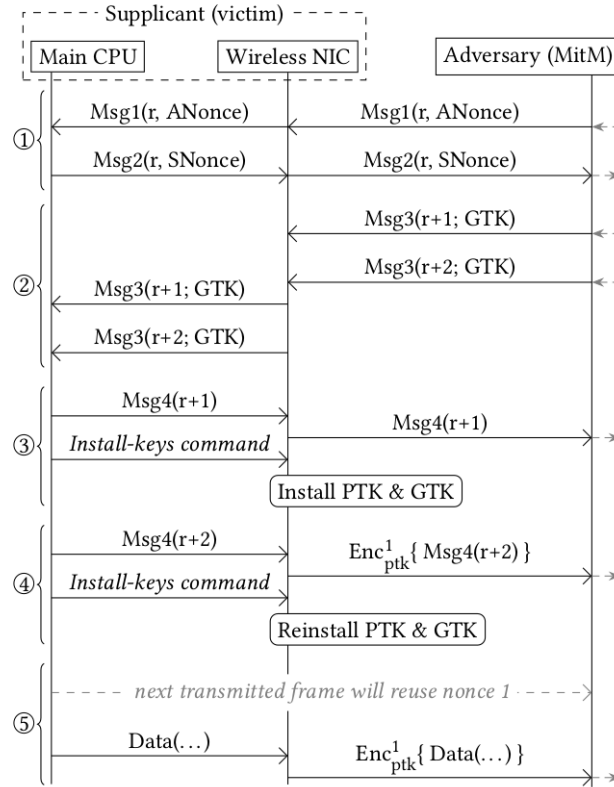 Supplicant (victim)
Main CPU
Wireless NIC
Adversary (MitM)
①
Msg1(r, ANonce)
Msg1(r, ANonce)
Msg2(r, SNonce)
Msg2(r, SNonce)
②
Msg3(r+1; GTK)
Msg3(r+2; GTK)
Msg3(r+1; GTK)
Msg3(r+2; GTK)
③
Msg4(r+1)
Msg4(r+1)
Install-keys command
Install PTK & GTK
④
Msg4(r+2)
Enc¹ptk{ Msg4(r+2) }
Install-keys command
Reinstall PTK & GTK
⑤
next transmitted frame will reuse nonce 1
Data(…)
Enc¹ptk{ Data(…) }